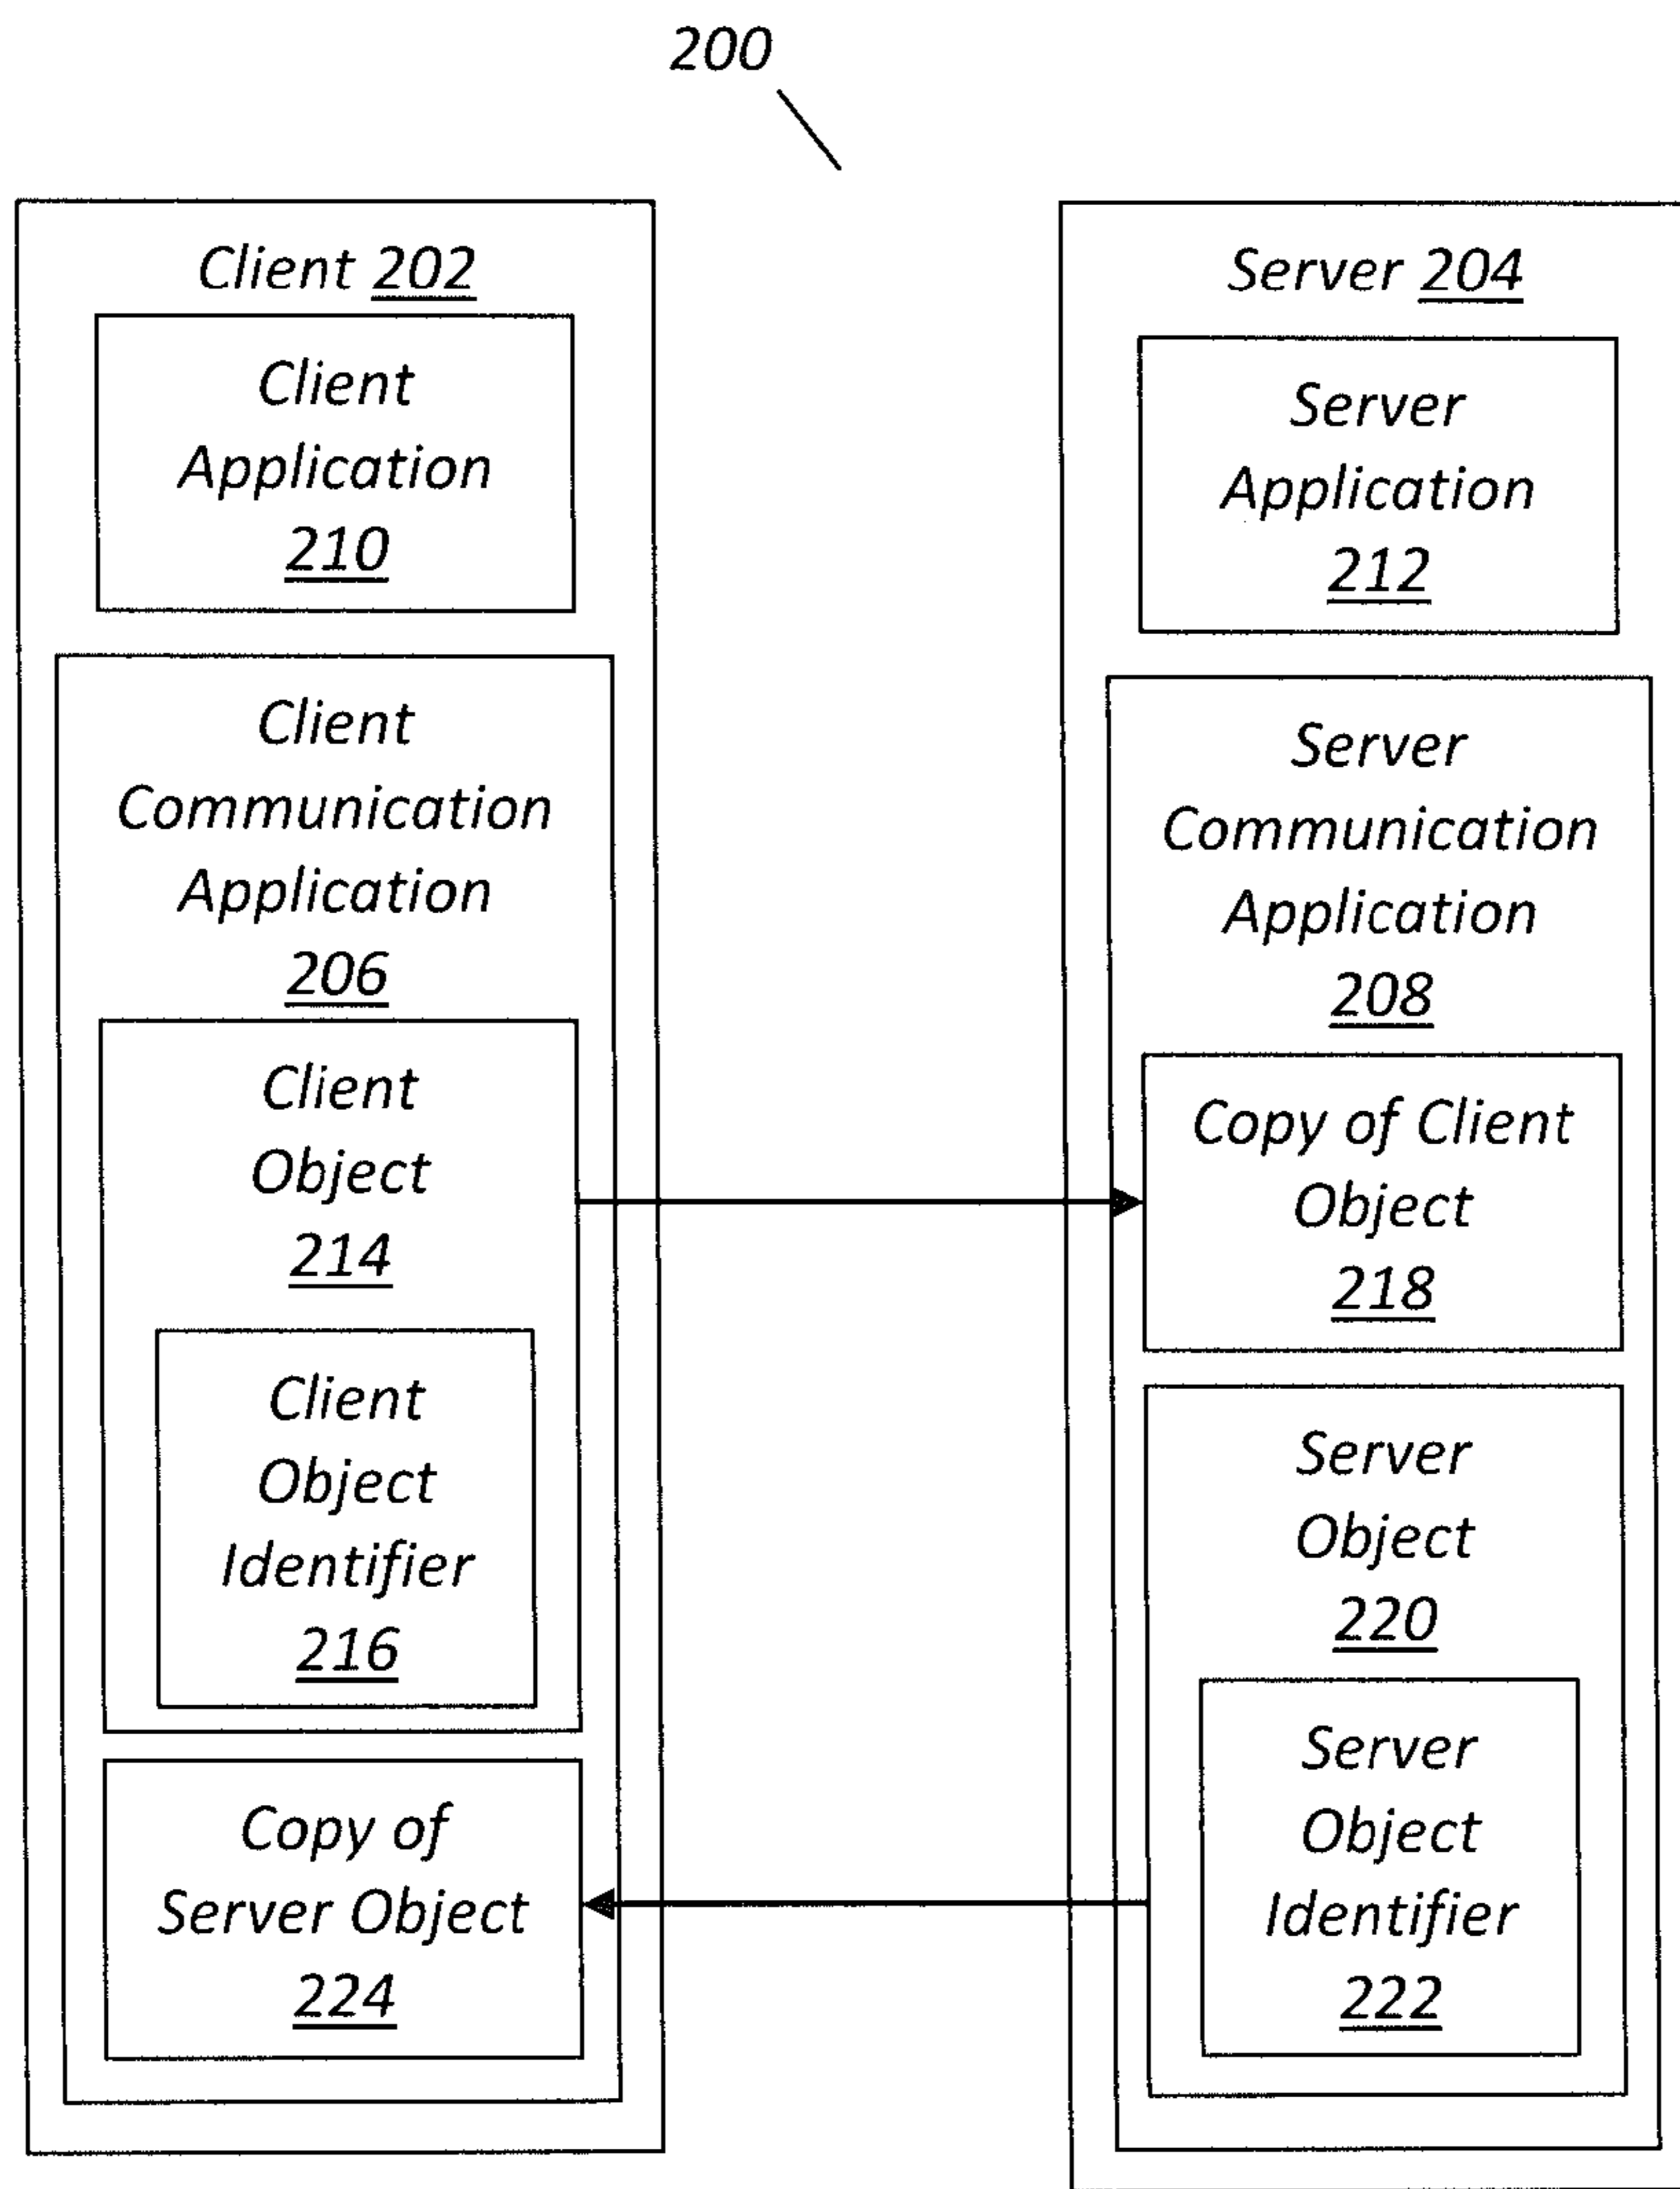 200
Client 202
Client
Application
210
Client
Communication
Application
206
Client
Object
214
Client
Object
Identifier
216
Copy of
Server Object
224
Server 204
Server
Application
212
Server
Communication
Application
208
Copy of Client
Object
218
Server
Object
220
Server
Object
Identifier
222